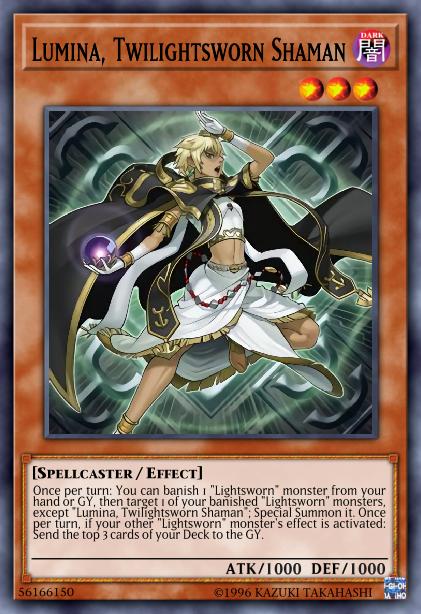 Lumina, Twilightsworn Shaman
DARK
闇
[Spellcaster / Effect]
Once per turn: You can banish 1 "Lightsworn" monster from your
hand or GY, then target 1 of your banished "Lightsworn" monsters,
except "Lumina, Twilightsworn Shaman"; Special Summon it. Once
per turn, if your other "Lightsworn" monster's effect is activated:
Send the top 3 cards of your Deck to the GY.
ATK/1000 DEF/1000
56166150
©1996 KAZUKI TAKAHASHI